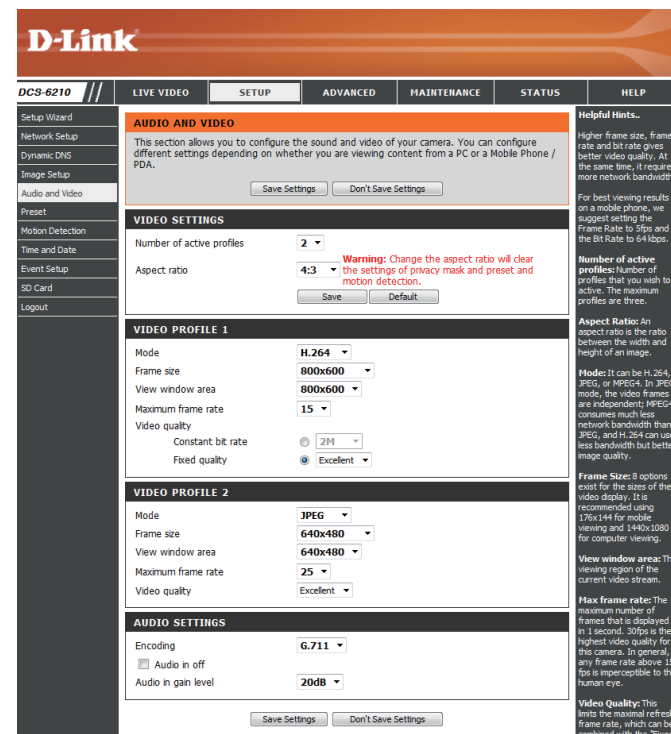 D-Link
DCS-6210 // LIVE VIDEO SETUP ADVANCED MAINTENANCE STATUS HELP
Setup Wizard
Network Setup
Dynamic DNS
Image Setup
Audio and Video
Preset
Motion Detection
Time and Date
Event Setup
SD Card
Logout
AUDIO AND VIDEO
This section allows you to configure the sound and video of your camera. You can configure
different settings depending on whether you are viewing content from a PC or a Mobile Phone /
PDA.
Save Settings Don't Save Settings
VIDEO SETTINGS
Number of active profiles 2
Aspect ratio 4:3
Warning: Change the aspect ratio will clear
the settings of privacy mask and preset and
motion detection.
Save Default
VIDEO PROFILE 1
Mode H.264
Frame size 800x600
View window area 800x600
Maximum frame rate 15
Video quality
Constant bit rate 2M
Fixed quality Excellent
VIDEO PROFILE 2
Mode JPEG
Frame size 640x480
View window area 640x480
Maximum frame rate 25
Video quality Excellent
AUDIO SETTINGS
Encoding G.711
Audio in off
Audio in gain level 20dB
Save Settings Don't Save Settings
Helpful Hints..
Higher frame size, frame
rate and bit rate gives
better video quality. At
the same time, it require
more network bandwidth
For best viewing results
on a mobile phone, we
suggest setting the
Frame Rate to 5fps and
the Bit Rate to 64 kbps.
Number of active
profiles: Number of
profiles that you wish to
active. The maximum
profiles are three.
Aspect Ratio: An
aspect ratio is the ratio
between the width and
height of an image.
Mode: It can be H.264,
JPEG, or MPEG4. In JPEG
mode, the video frames
are independent; MPEG4
consumes much less
network bandwidth than
JPEG, and H.264 can use
less bandwidth but bette
image quality.
Frame Size: 8 options
exist for the sizes of the
video display. It is
recommended using
176x144 for mobile
viewing and 1440x1080
for computer viewing.
View window area: Th
viewing region of the
current video stream.
Max frame rate: The
maximum number of
frames that is displayed
in 1 second. 30fps is the
highest video quality for
this camera. In general,
any frame rate above 15
fps is imperceptible to th
human eye.
Video Quality: This
limits the maximal refresh
frame rate, which can be
combined with the "Fixed